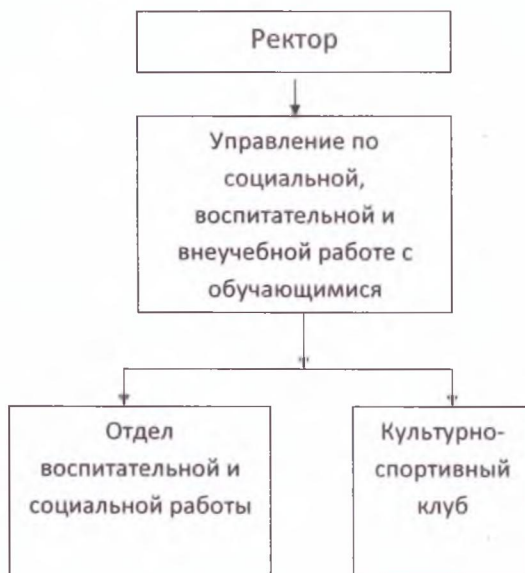 Ректор
Управление по
социальной,
воспитательной и
внеучебной работе с
обучающимися
Отдел
воспитательной и
социальной работы
Культурно-
спортивный
клуб